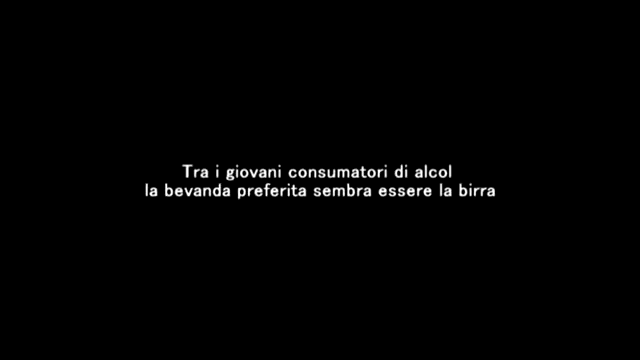 Tra i giovani consumatori di alcol
la bevanda preferita sembra essere la birra